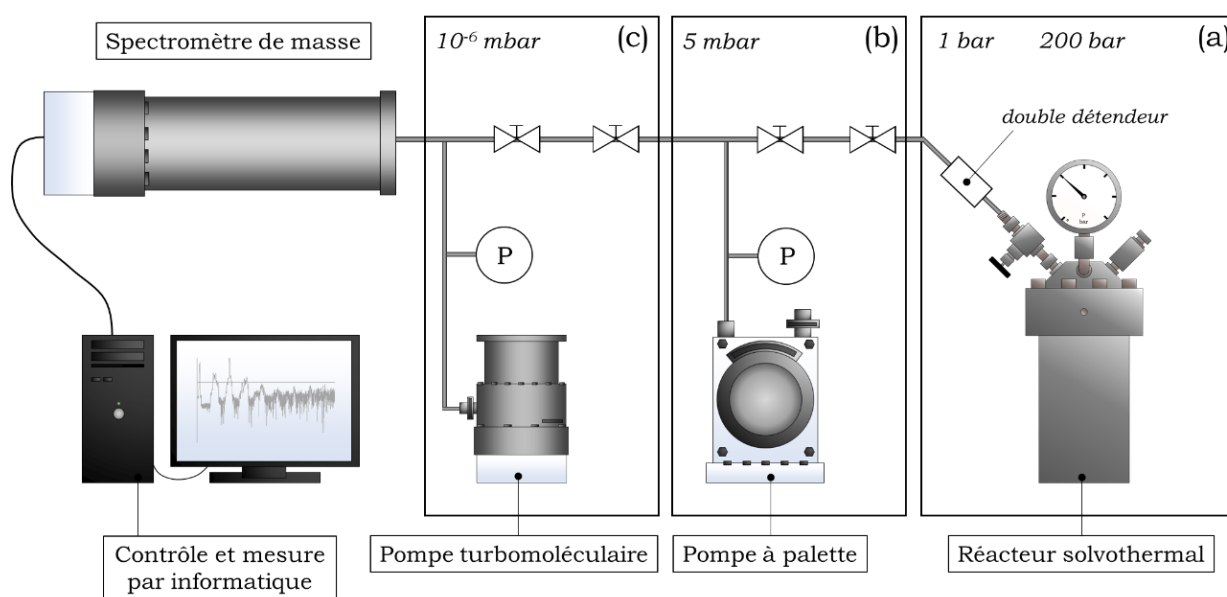 Spectromètre de masse
10⁻⁶ mbar
(c)
5 mbar
(b)
1 bar
200 bar
(a)
double détendeur
P
P
P
bar
Contrôle et mesure
par informatique
Pompe turbomoléculaire
Pompe à palette
Réacteur solvothermal